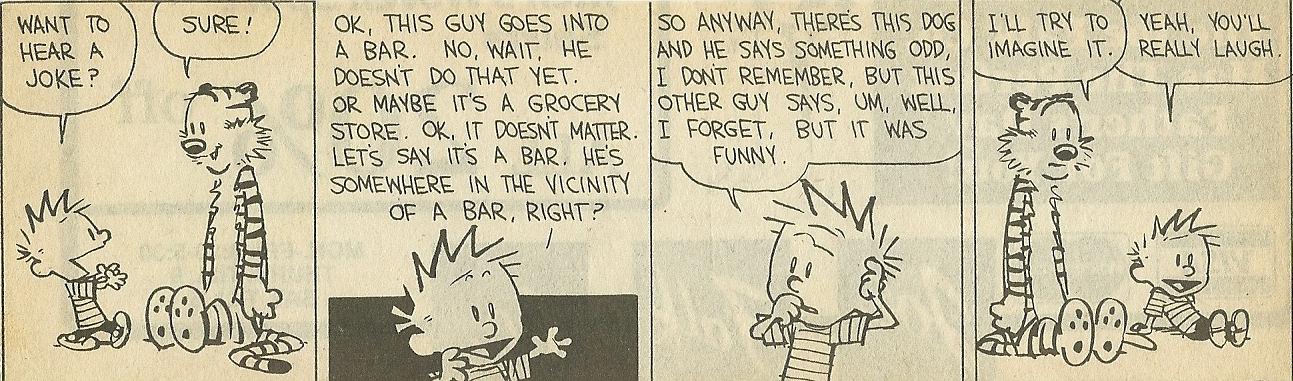 WANT TO
HEAR A
JOKE?
SURE!
OK, THIS GUY GOES INTO
A BAR. NO, WAIT, HE
DOESN'T DO THAT YET.
OR MAYBE IT'S A GROCERY
STORE. OK, IT DOESN'T MATTER.
LET'S SAY IT'S A BAR. HE'S
SOMEWHERE IN THE VICINITY
OF A BAR, RIGHT?
SO ANYWAY, THERE'S THIS DOG
AND HE SAYS SOMETHING ODD,
I DON'T REMEMBER, BUT THIS
OTHER GUY SAYS, UM, WELL,
I FORGET, BUT IT WAS
FUNNY.
I'LL TRY TO
IMAGINE IT.
YEAH, YOU'LL
REALLY LAUGH.